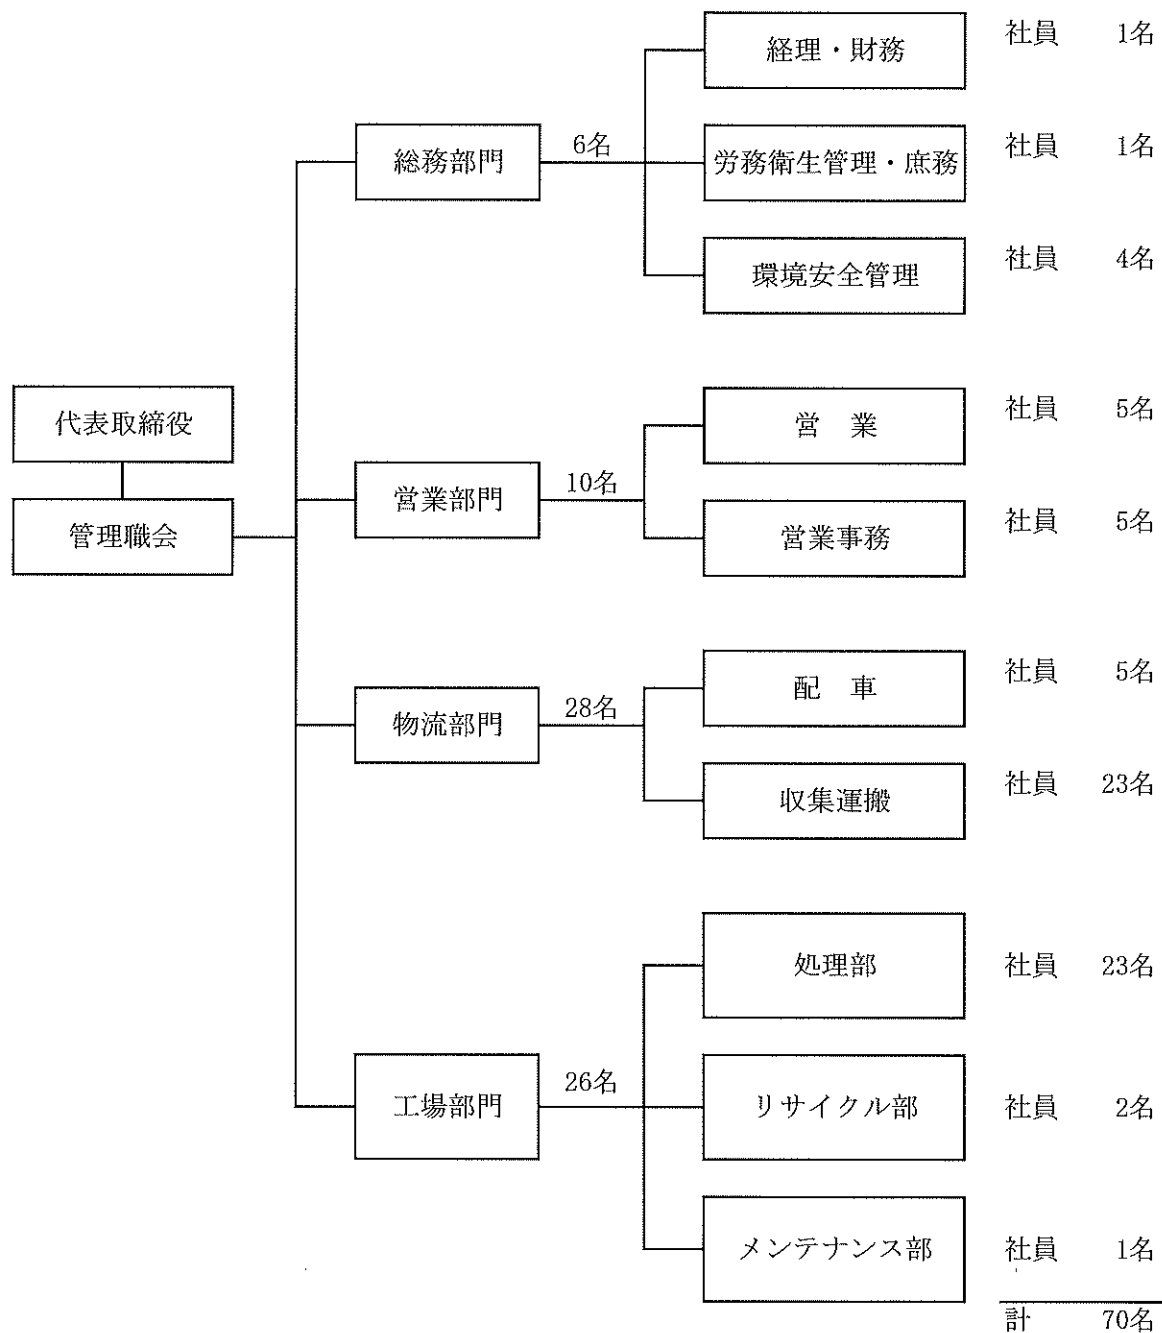 経理・財務 社員 1名
総務部門 6名 労務衛生管理・庶務 社員 1名
環境安全管理 社員 4名
代表取締役
管理職会
営　業 社員 5名
営業部門 10名
営業事務 社員 5名
配　車 社員 5名
物流部門 28名
収集運搬 社員 23名
処理部 社員 23名
工場部門 26名 リサイクル部 社員 2名
メンテナンス部 社員 1名
計 70名